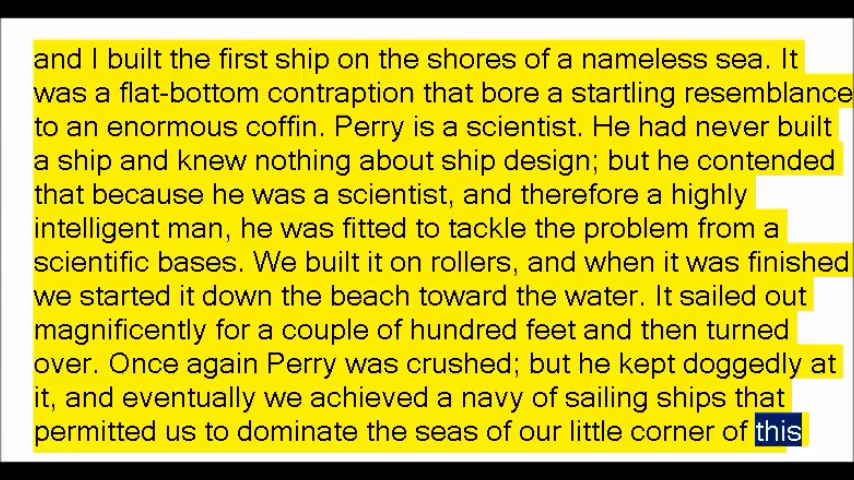 and I built the first ship on the shores of a nameless sea. It
was a flat-bottom contraption that bore a startling resemblance
to an enormous coffin. Perry is a scientist. He had never built
a ship and knew nothing about ship design; but he contended
that because he was a scientist, and therefore a highly
intelligent man, he was fitted to tackle the problem from a
scientific bases. We built it on rollers, and when it was finished
we started it down the beach toward the water. It sailed out
magnificently for a couple of hundred feet and then turned
over. Once again Perry was crushed; but he kept doggedly at
it, and eventually we achieved a navy of sailing ships that
permitted us to dominate the seas of our little corner of this